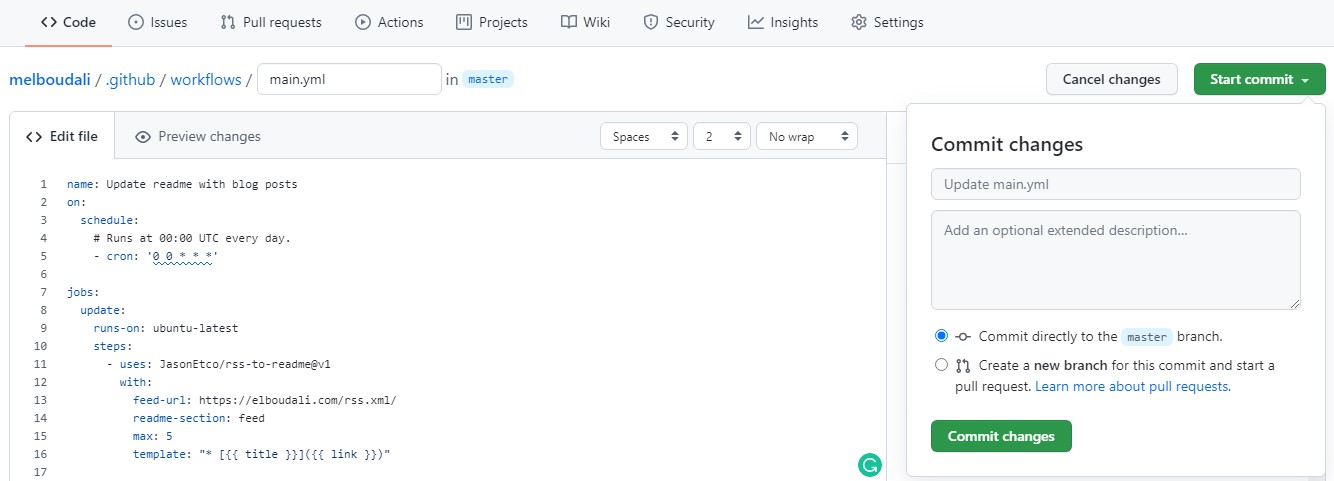 Code Issues Pull requests Actions Projects Wiki Security Insights Settings
melboudali / .github / workflows / main.yml in master Cancel changes Start commit
Edit file Preview changes Spaces 2 No wrap
1 name: Update readme with blog posts
2 on:
3 schedule:
4 # Runs at 00:00 UTC every day.
5 - cron: '0 0 * * *'
6
7 jobs:
8 update:
9 runs-on: ubuntu-latest
10 steps:
11 - uses: JasonEtco/rss-to-readme@v1
12 with:
13 feed-url: https://elboudali.com/rss.xml/
14 readme-section: feed
15 max: 5
16 template: "* [{{ title }}]({{ link }})"
17
Commit changes
Update main.yml
Add an optional extended description...
Commit directly to the master branch.
Create a new branch for this commit and start a
pull request. Learn more about pull requests.
Commit changes